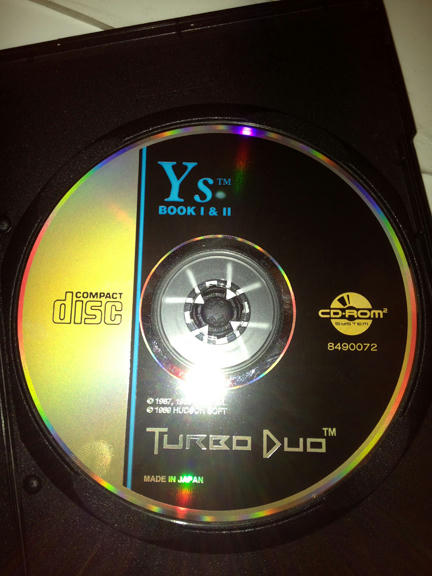 Ys™
BOOK I & II
COMPACT
disc
CD-ROM²
SYSTEM
8490072
© 1987,
© 1989 HUDSON SOFT
TURBO DUO™
MADE IN JAPAN